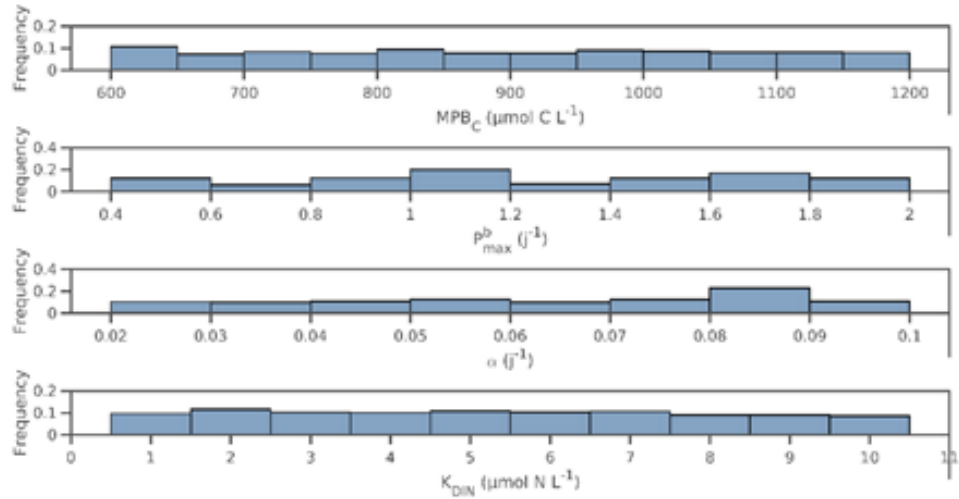 Frequency
0.2
0.1
0
600 700 800 900 1000 1100 1200
MPB_C (μmol C L⁻¹)
Frequency
0.4
0.2
0
0.4 0.6 0.8 1 1.2 1.4 1.6 1.8 2
P^b_max (j⁻¹)
Frequency
0.4
0.2
0
0.02 0.03 0.04 0.05 0.06 0.07 0.08 0.09 0.1
α (j⁻¹)
Frequency
0.2
0.1
0
0 1 2 3 4 5 6 7 8 9 10 11
K_DIN (μmol N L⁻¹)